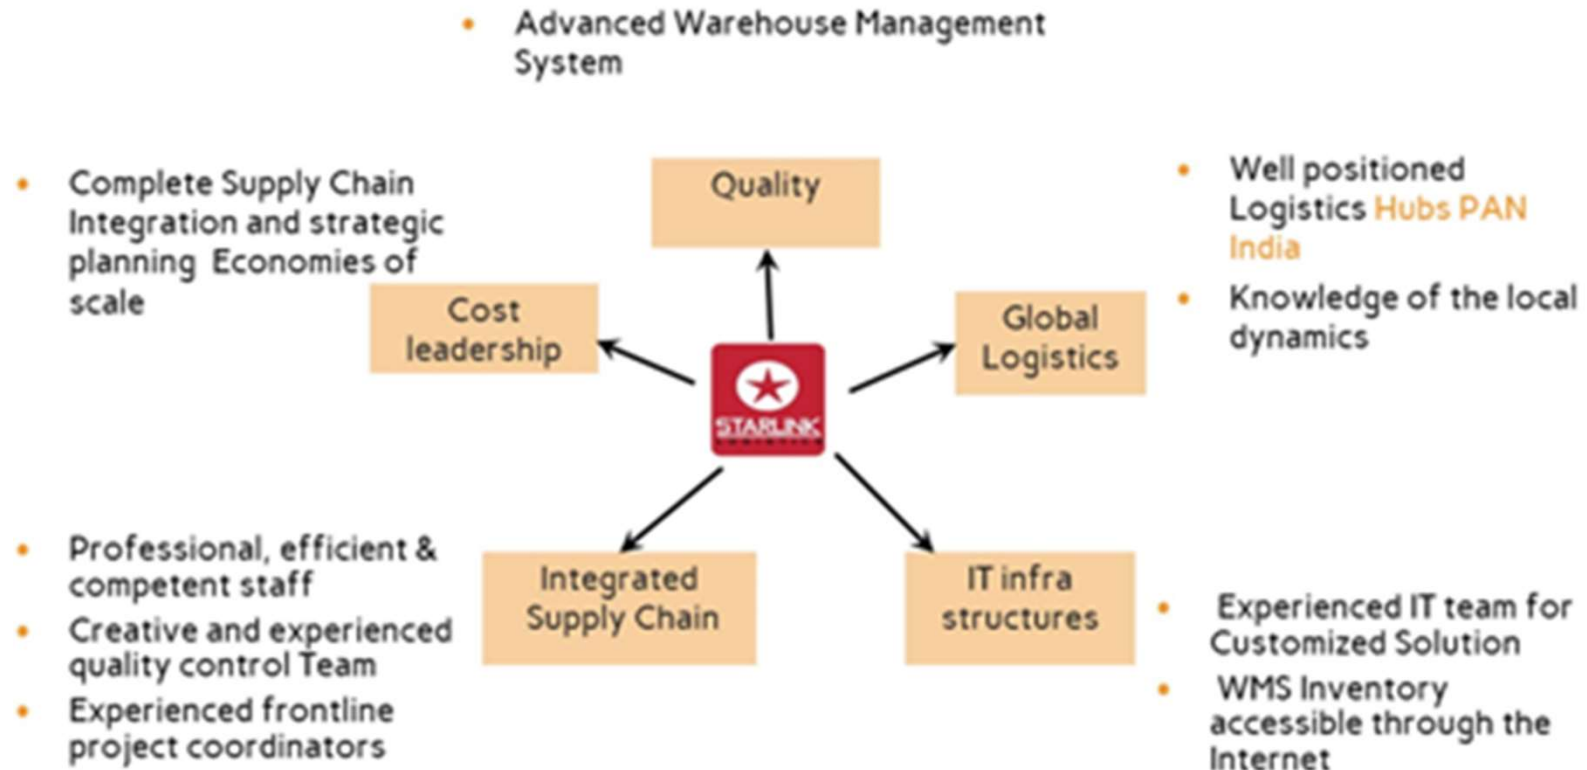 Advanced Warehouse Management
System
Quality
Complete Supply Chain
Integration and strategic
planning Economies of
scale
Cost
leadership
Well positioned
Logistics Hubs PAN
India
Knowledge of the local
dynamics
Global
Logistics
STARLINK
Professional, efficient &
competent staff
Creative and experienced
quality control Team
Experienced frontline
project coordinators
Integrated
Supply Chain
IT infra
structures
Experienced IT team for
Customized Solution
WMS Inventory
accessible through the
Internet